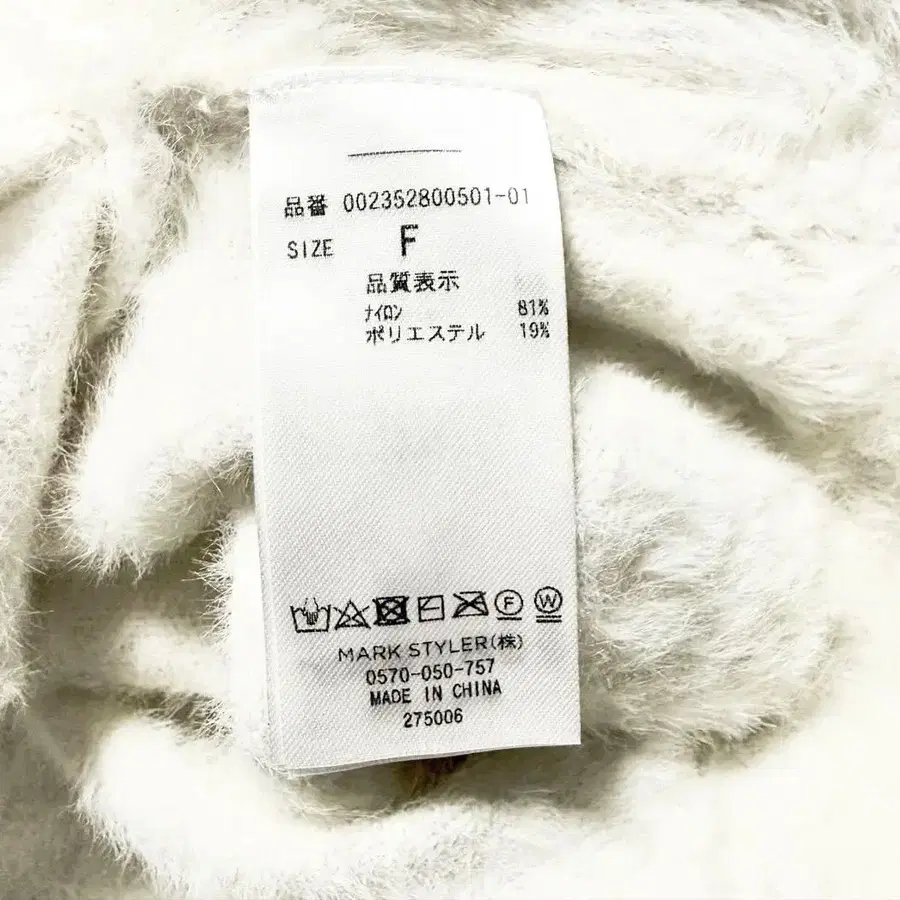 品番 002352800501-01
SIZE F
品質表示
ﾅｲﾛﾝ 81%
ポリエステル 19%
F W
MARK STYLER(株)
0570-050-757
MADE IN CHINA
275006